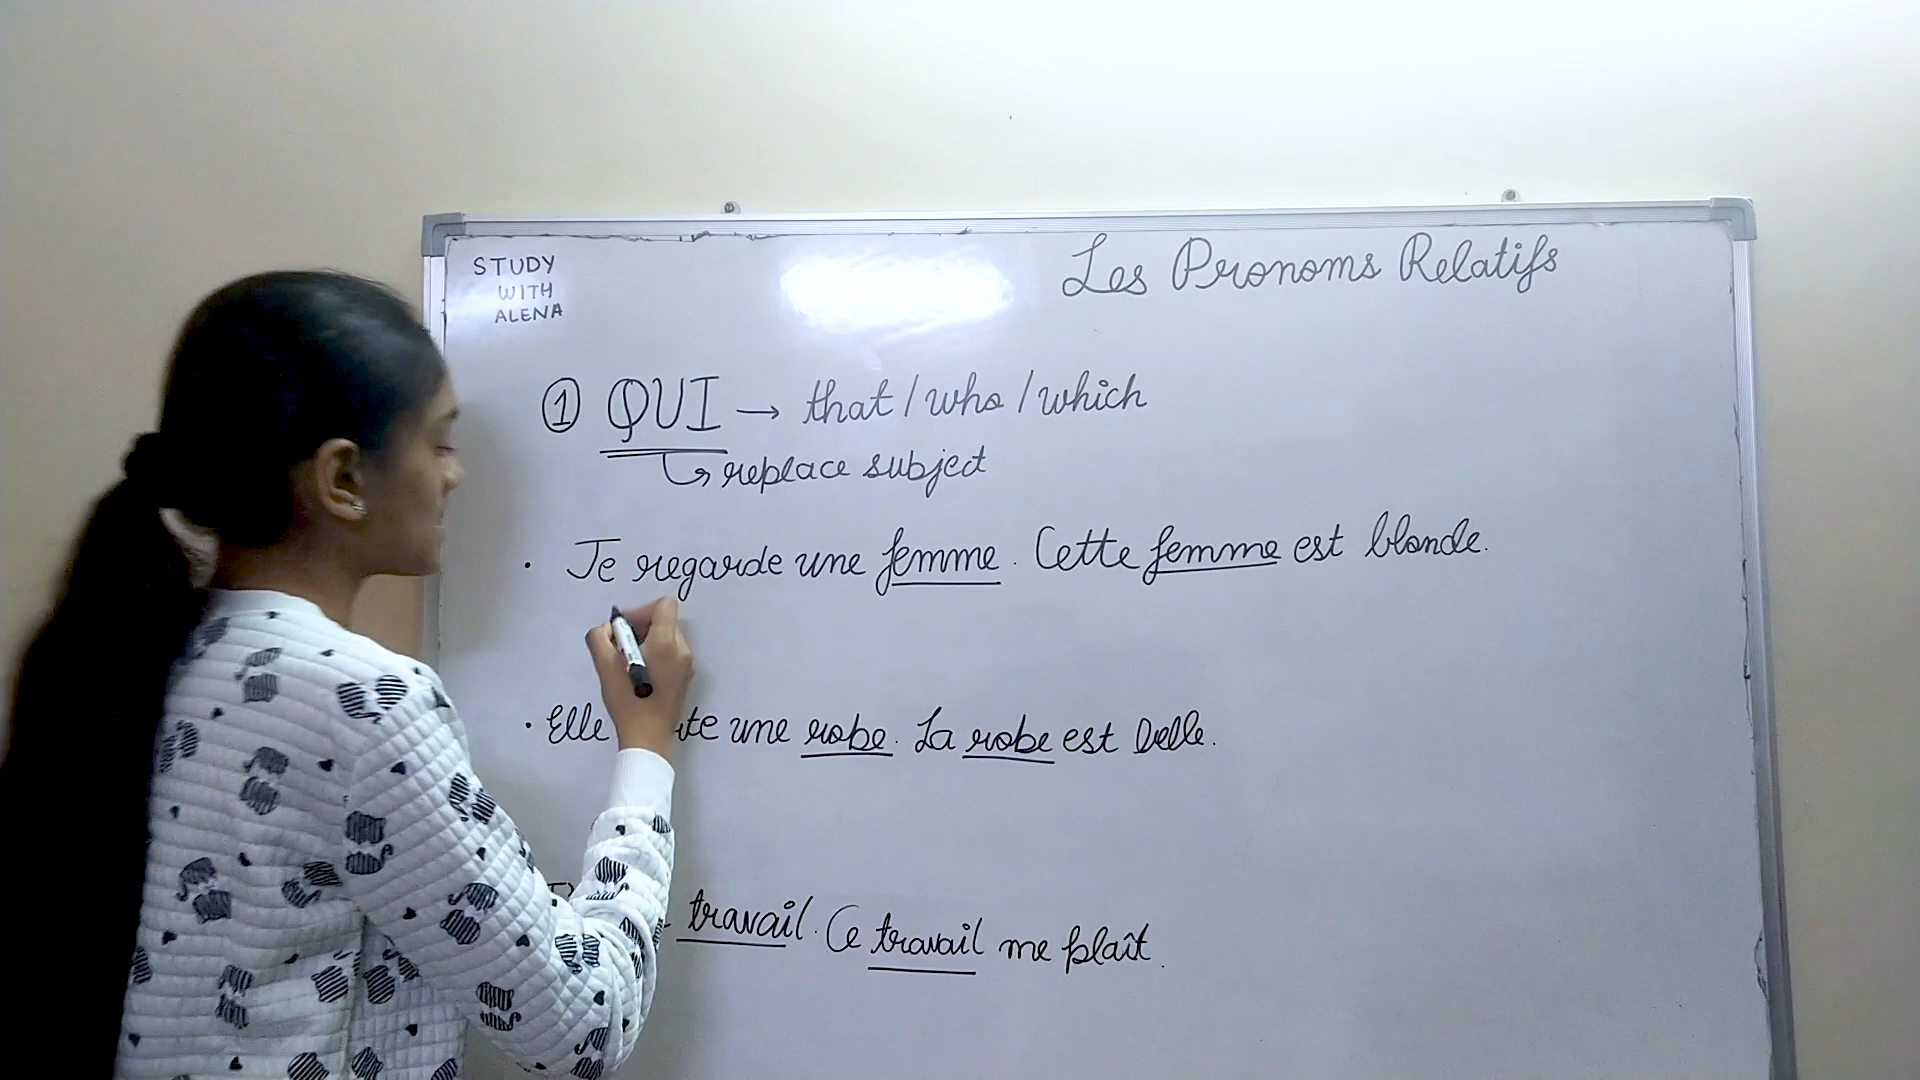 STUDY
WITH
ALENA
Les Pronoms Relatifs
① QUI → that / who / which
↳ replace subject
· Je regarde une femme. Cette femme est blonde.
· Elle une robe. La robe est belle.
travail. Ce travail me plaît.